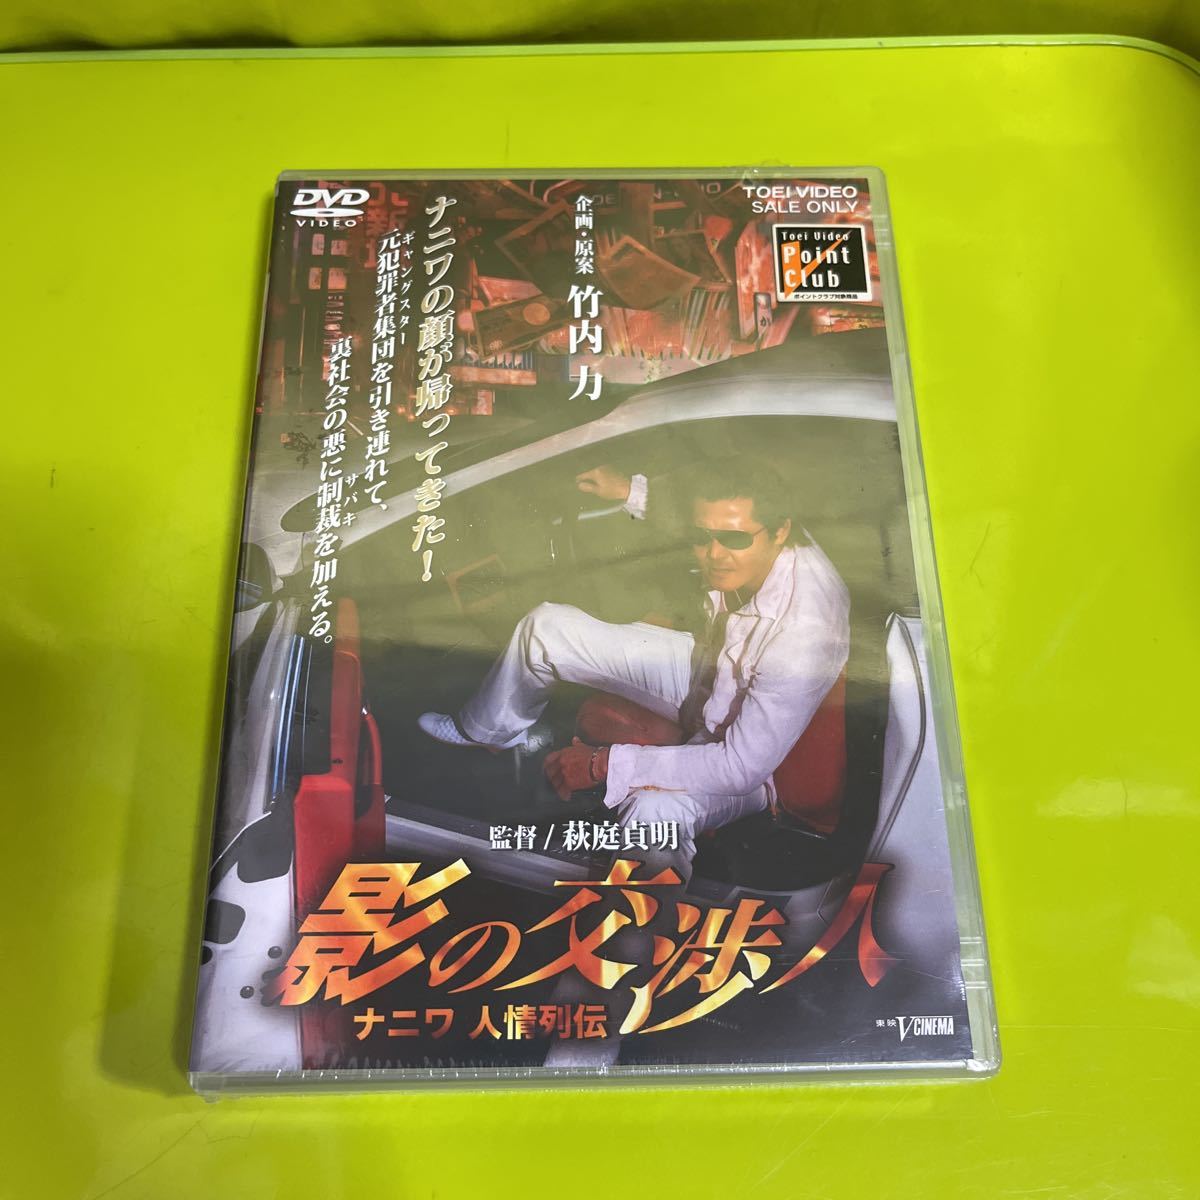 DVD
VIDEO
TOEI VIDEO
SALE ONLY
Toei Video
Point
Club
ポイントクラブ対象商品
企画・原案 竹内 力
ナニワの顔が帰ってきた!
元犯罪者集団を引き連れて、
ギャングスター
裏社会の悪に制裁を加える。
サバキ
監督/萩庭貞明
影の交渉人
ナニワ 人情列伝
東映 V CINEMA